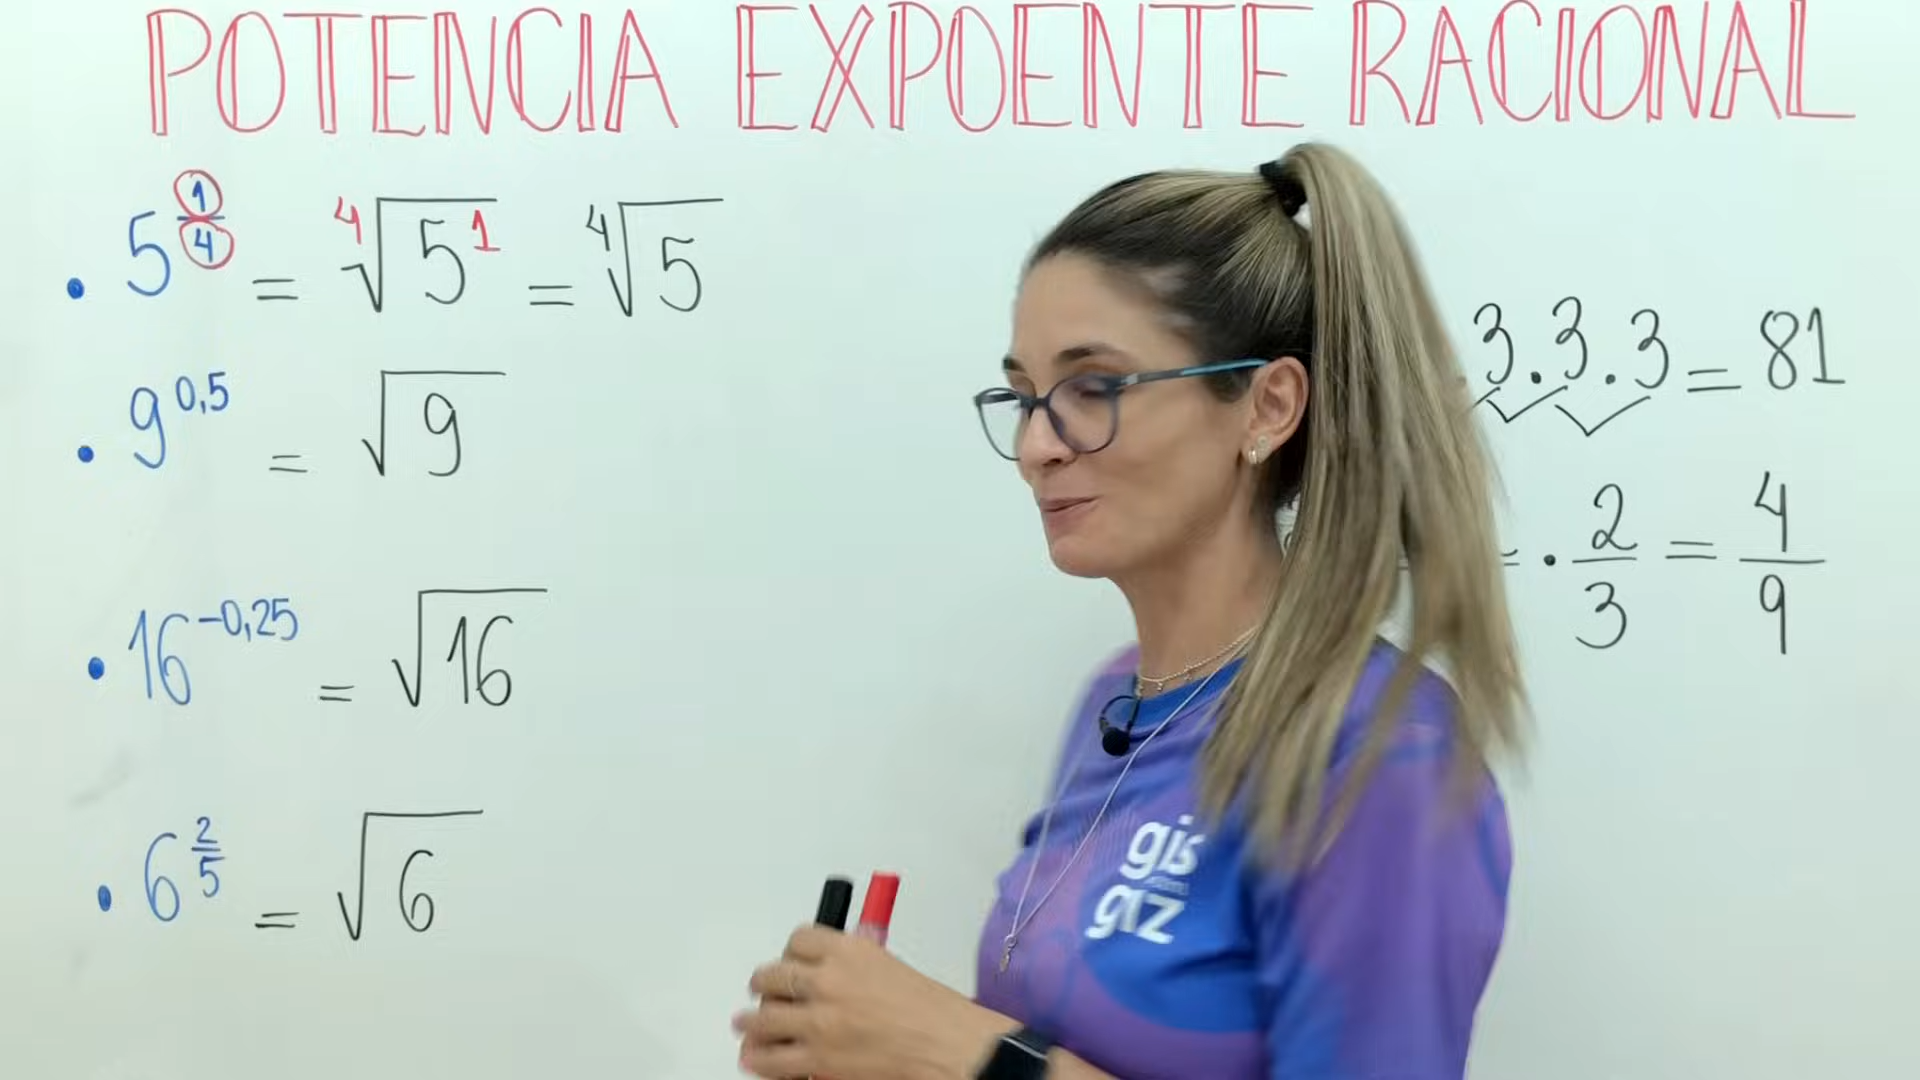 POTENCIA EXPOENTE RACIONAL
• 5^(1/4) = ⁴√(5¹) = ⁴√5
• 9^(0,5) = √9
• 16^(-0,25) = √16
• 6^(2/5) = √6
3.3.3 = 81
· 2/3 = 4/9
gis
giz